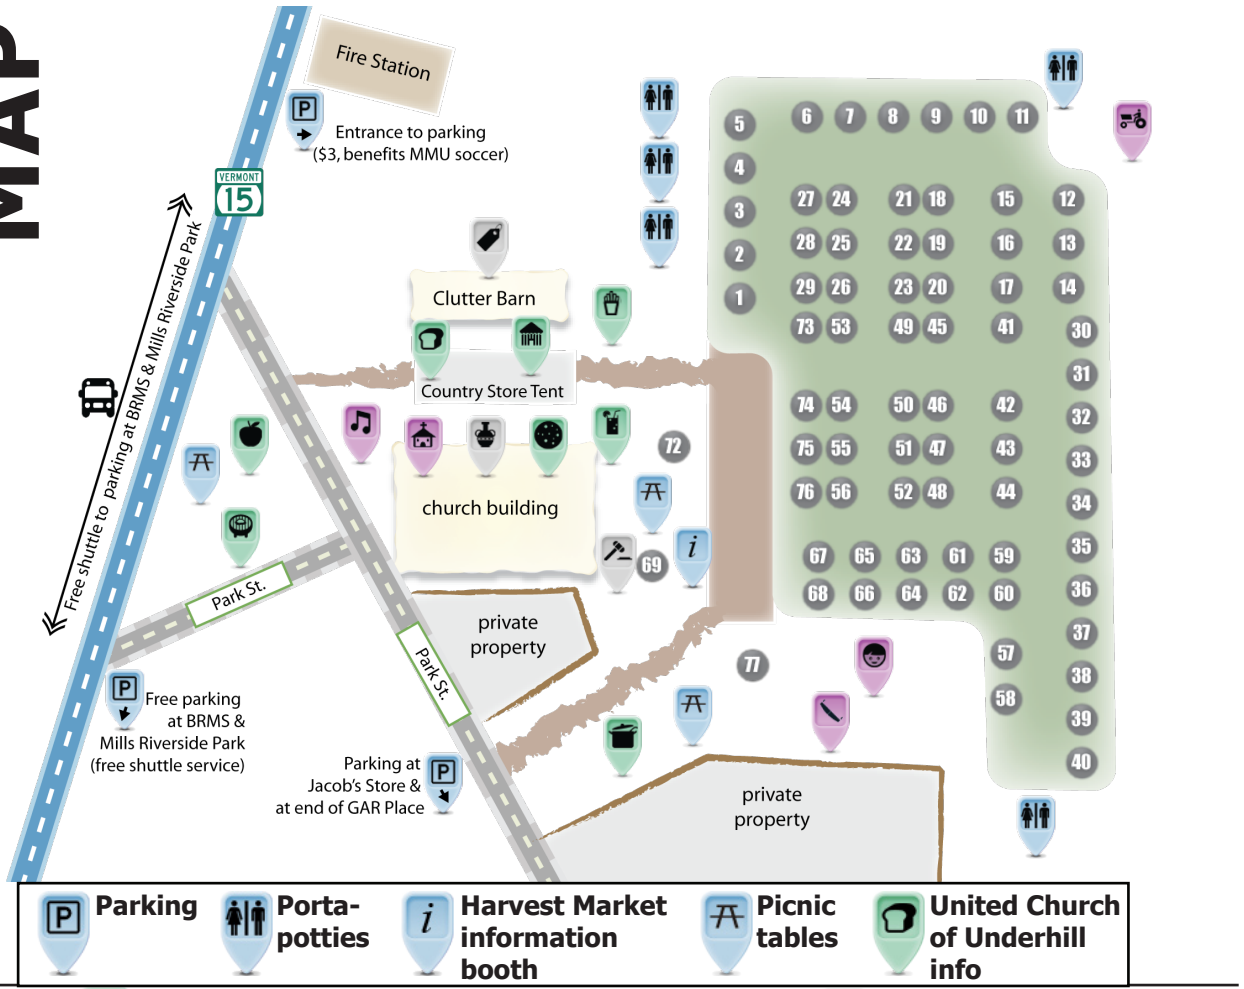 MAP
Fire Station
P
Entrance to parking
($3, benefits MMU soccer)
VERMONT
15
Free shuttle to parking at BRMS & Mills Riverside Park
Clutter Barn
Country Store Tent
church building
Park St.
Park St.
private
property
P
Free parking
at BRMS &
Mills Riverside Park
(free shuttle service)
Parking at
Jacob's Store &
at end of GAR Place
P
private
property
i
5 6 7 8 9 10 11
4
3 27 24 21 18 15 12
2 28 25 22 19 16 13
1 29 26 23 20 17 14
73 53 49 45 41 30
31
74 54 50 46 42 32
72 75 55 51 47 43 33
76 56 52 48 44 34
69 67 65 63 61 59 35
68 66 64 62 60 36
37
77 57 38
58 39
40
P Parking
Porta-
potties
i Harvest Market
information
booth
Picnic
tables
United Church
of Underhill
info